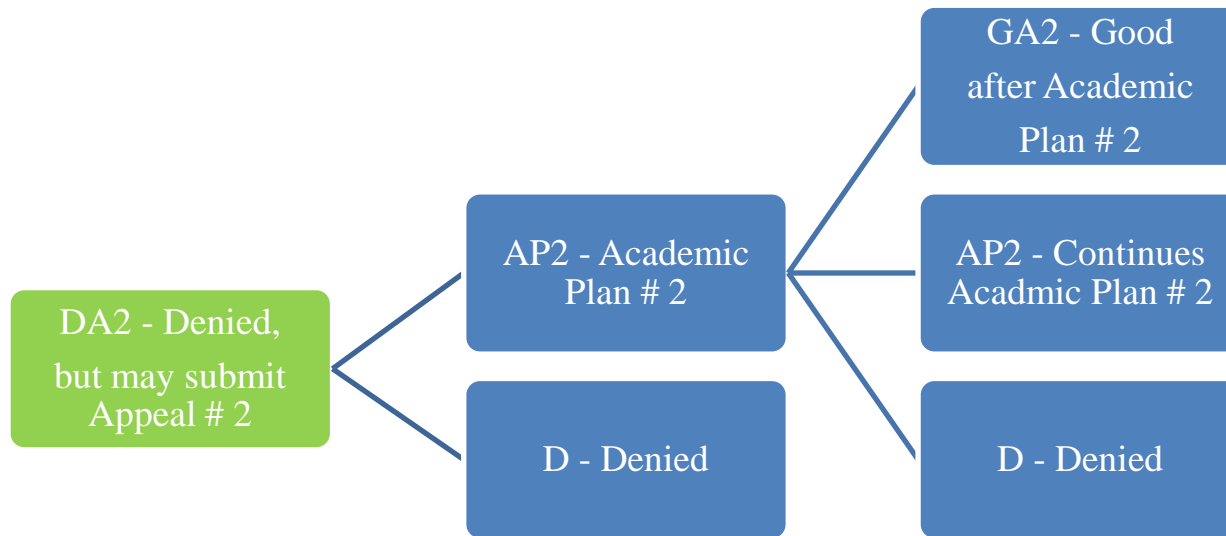 DA2 - Denied,
but may submit
Appeal # 2
AP2 - Academic
Plan # 2
D - Denied
GA2 - Good
after Academic
Plan # 2
AP2 - Continues
Acadmic Plan # 2
D - Denied